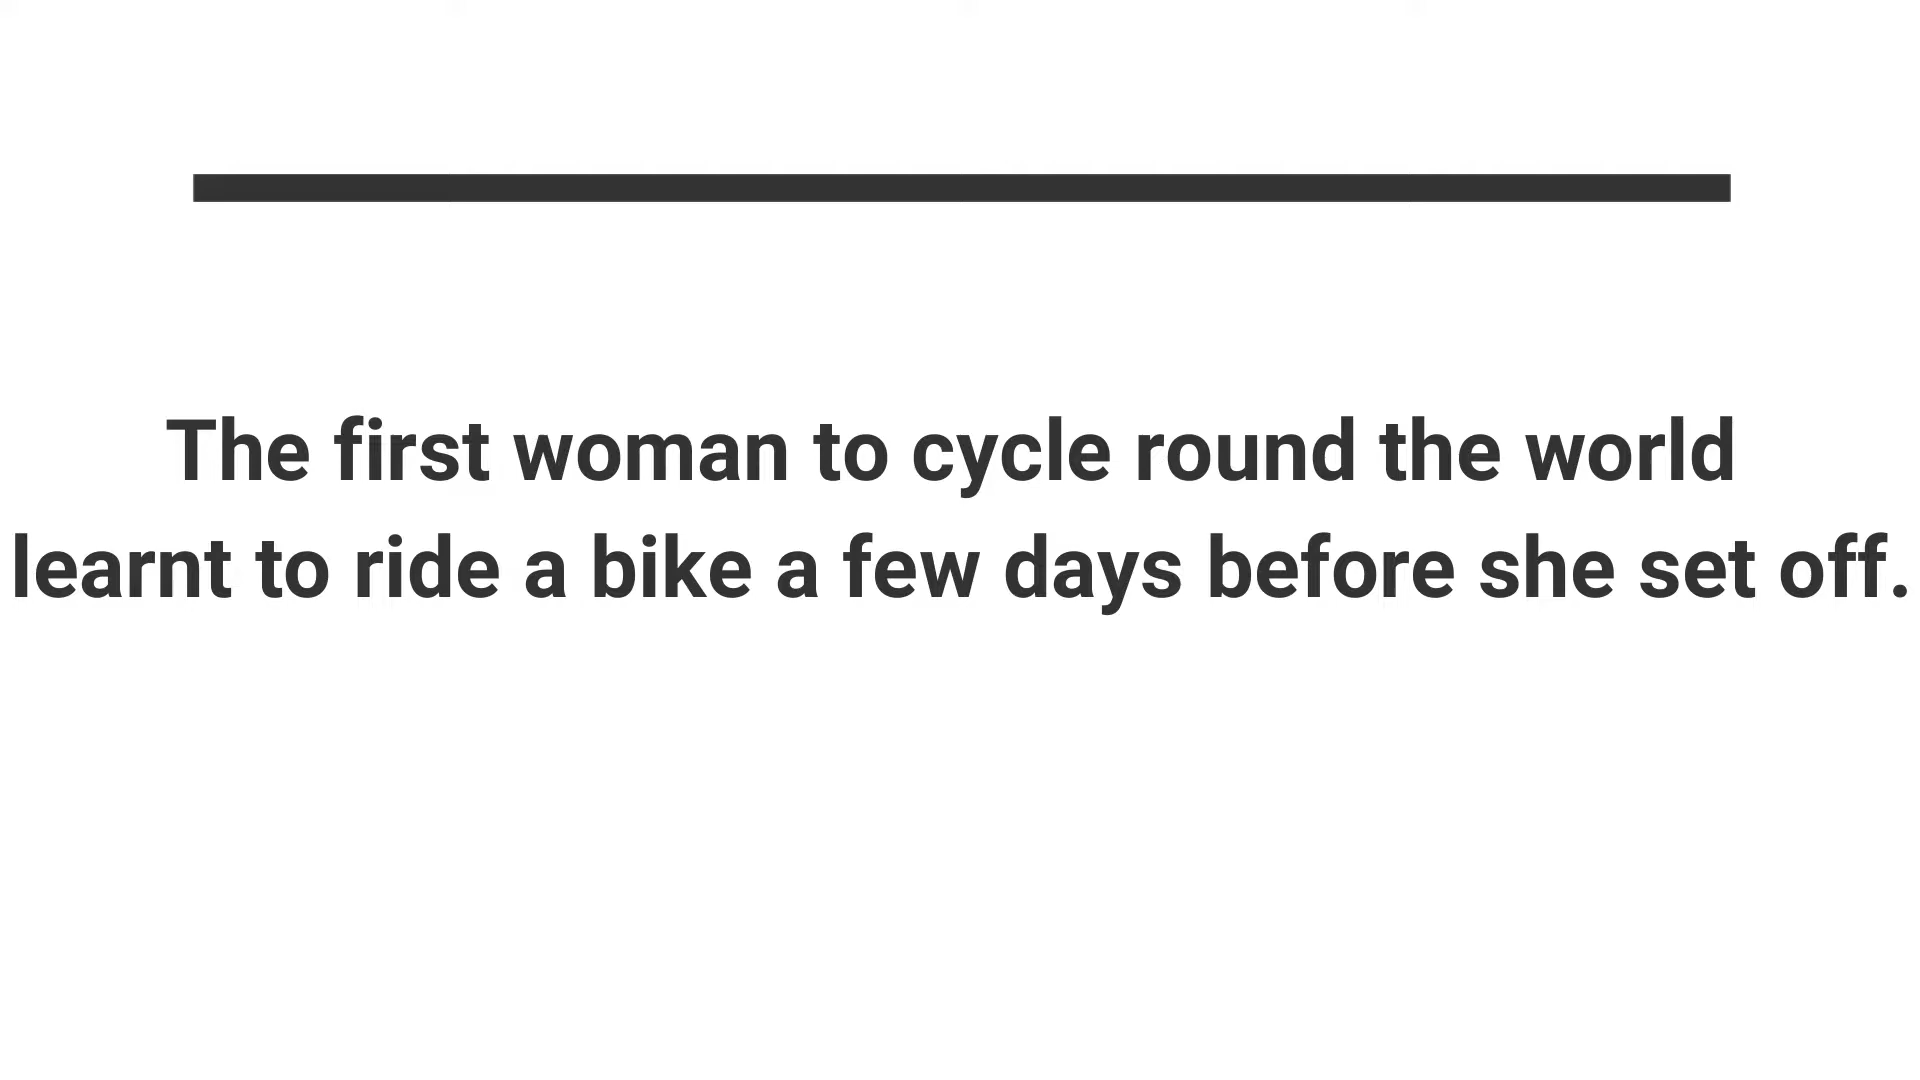 The first woman to cycle round the world
learnt to ride a bike a few days before she set off.